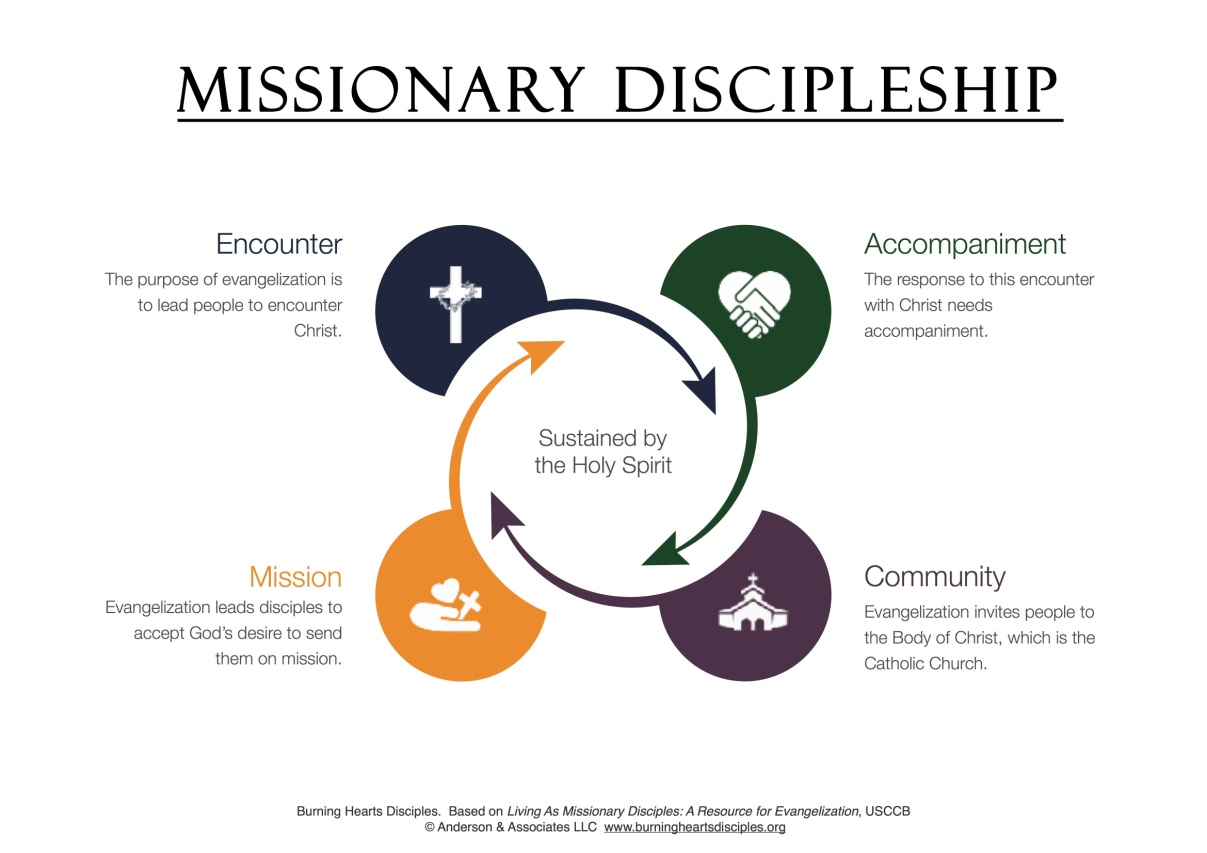 MISSIONARY DISCIPLESHIP
Encounter
The purpose of evangelization is
to lead people to encounter
Christ.
Accompaniment
The response to this encounter
with Christ needs
accompaniment.
Sustained by
the Holy Spirit
Mission
Evangelization leads disciples to
accept God's desire to send
them on mission.
Community
Evangelization invites people to
the Body of Christ, which is the
Catholic Church.
Burning Hearts Disciples.  Based on Living As Missionary Disciples: A Resource for Evangelization, USCCB
© Anderson & Associates LLC  www.burningheartsdisciples.org